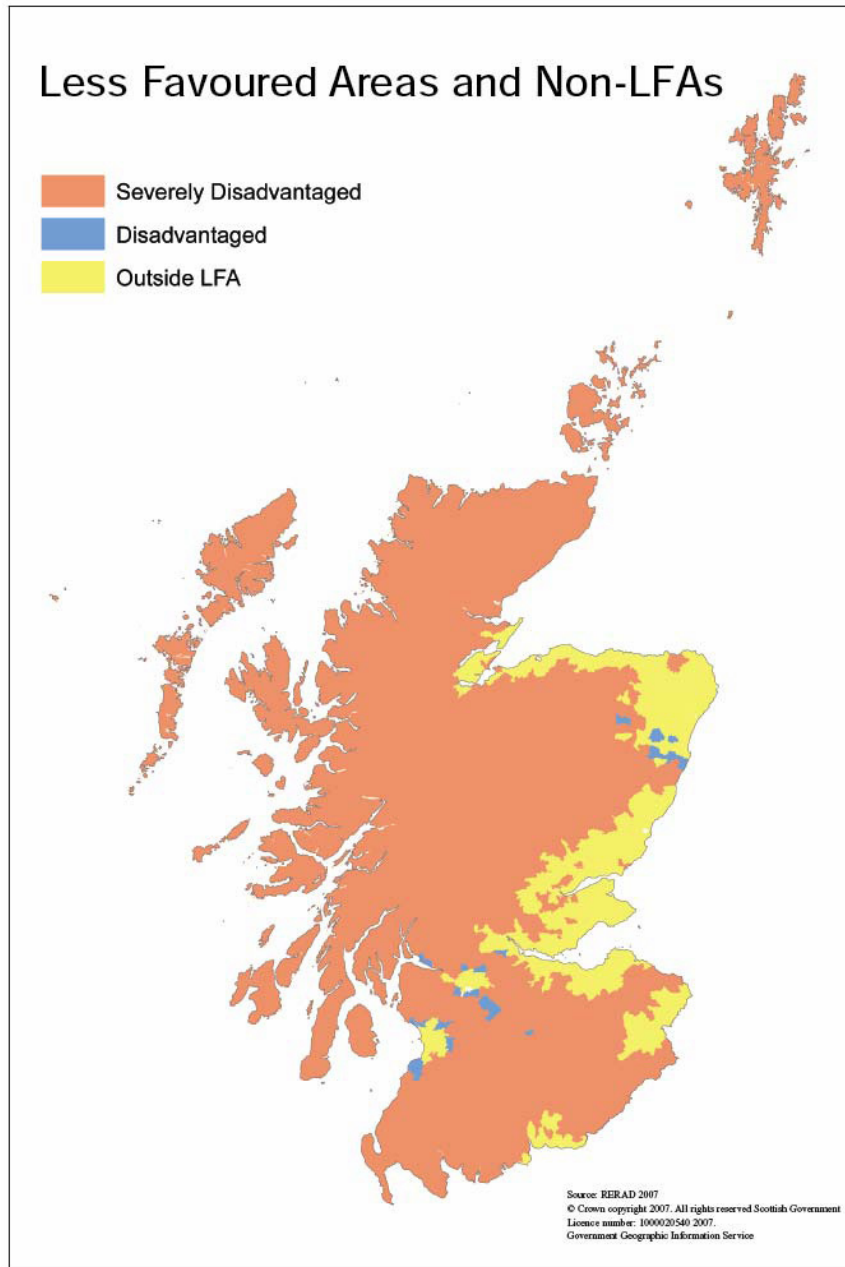 Less Favoured Areas and Non-LFAs
Severely Disadvantaged
Disadvantaged
Outside LFA
Source: RERAD 2007
© Crown copyright 2007. All rights reserved Scottish Government
Licence number: 1000020540 2007.
Government Geographic Information Service